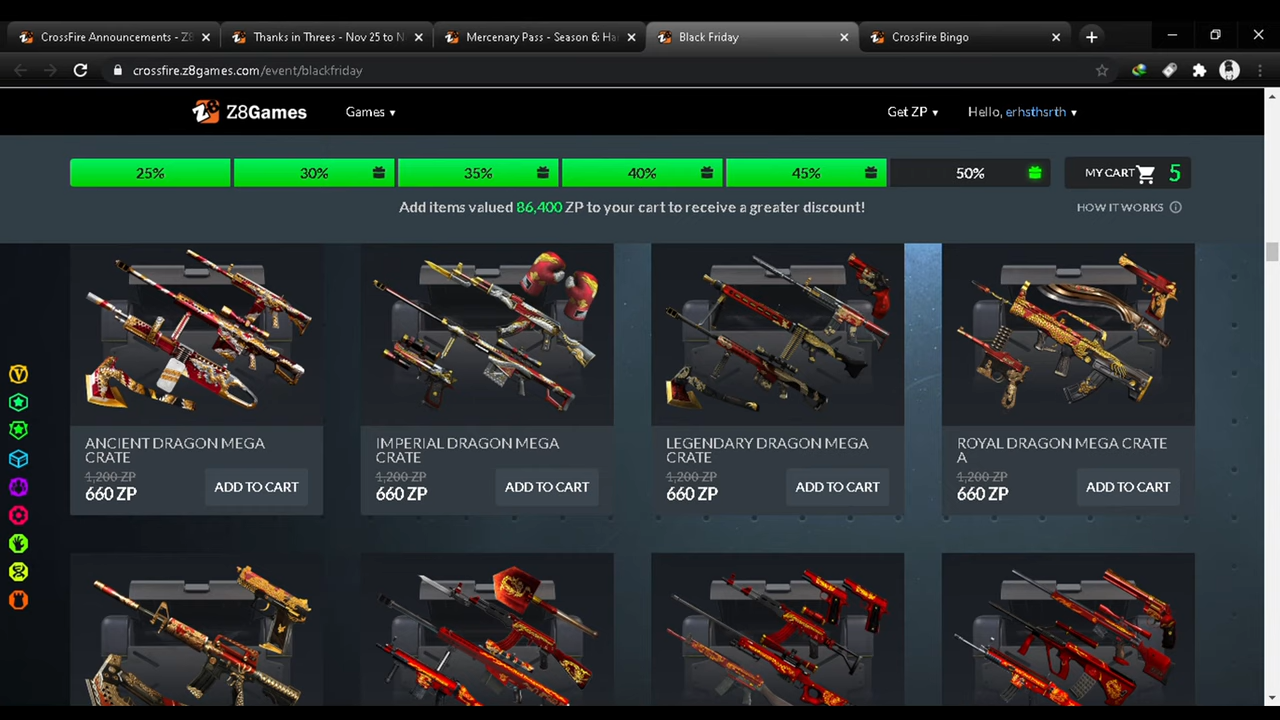 CrossFire Announcements - Z8
Thanks in Threes - Nov 25 to N
Mercenary Pass - Season 6: Ha
Black Friday
CrossFire Bingo
crossfire.z8games.com/event/blackfriday
Z8Games
Games
Get ZP
Hello, erhsthsrth
25%
30%
35%
40%
45%
50%
MY CART 5
Add items valued 86,400 ZP to your cart to receive a greater discount!
HOW IT WORKS
ANCIENT DRAGON MEGA
CRATE
1,200 ZP
660 ZP
ADD TO CART
IMPERIAL DRAGON MEGA
CRATE
1,200 ZP
660 ZP
ADD TO CART
LEGENDARY DRAGON MEGA
CRATE
1,200 ZP
660 ZP
ADD TO CART
ROYAL DRAGON MEGA CRATE
A
1,200 ZP
660 ZP
ADD TO CART